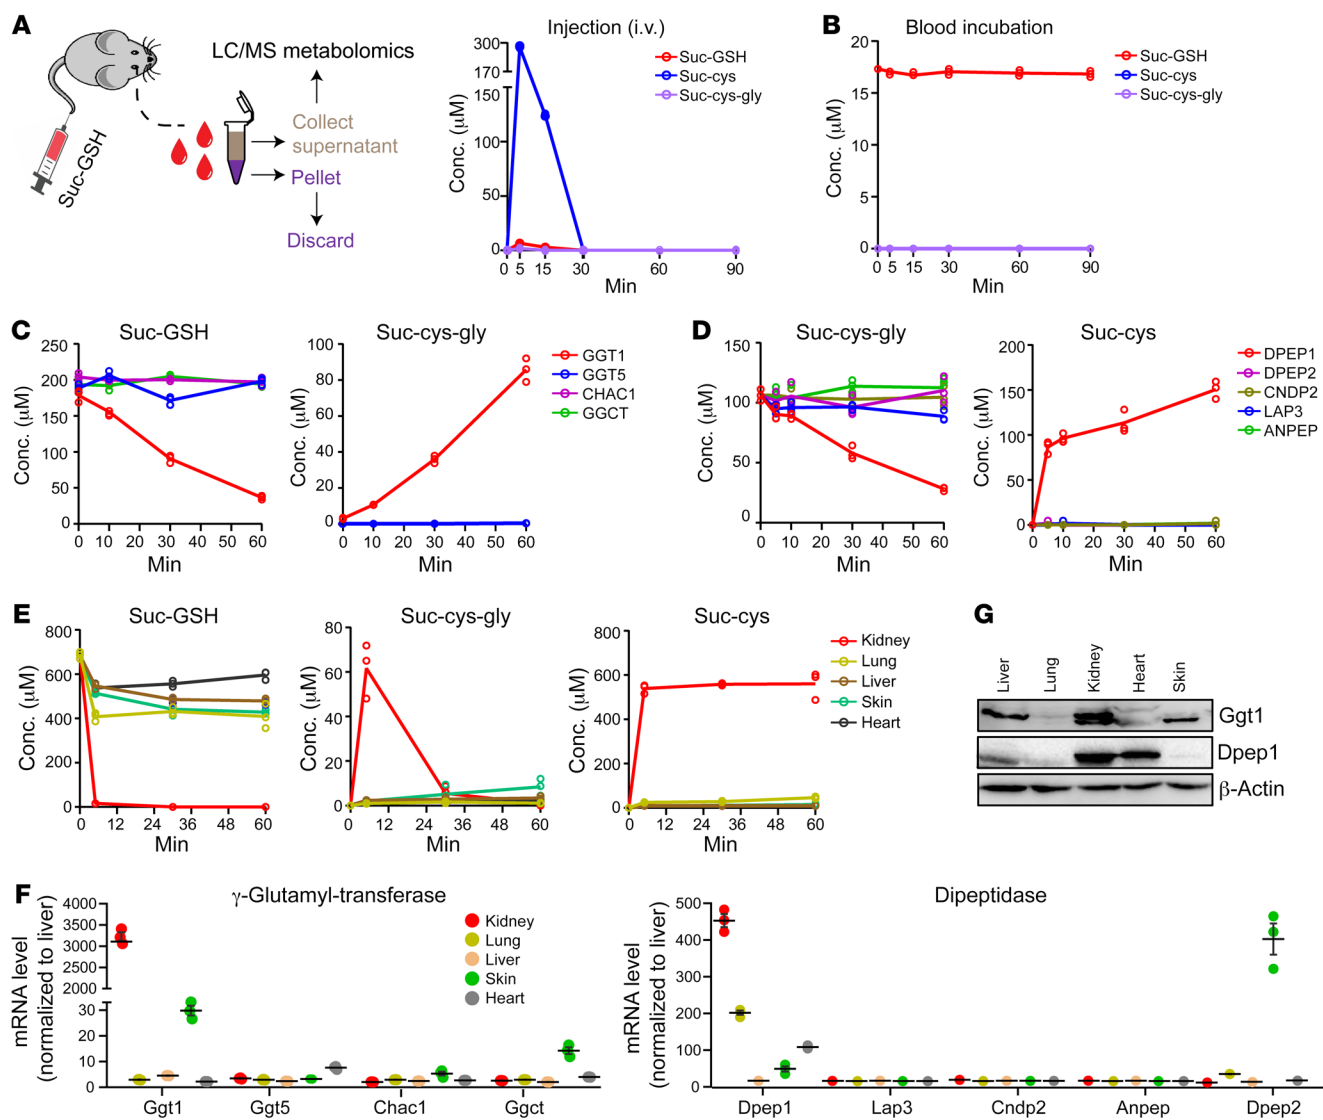 A
LC/MS metabolomics
Suc-GSH
Collect
supernatant
Pellet
Discard
Injection (i.v.)
Conc. (μM)
300
170
150
100
50
0
0 5 15 30 60 90
Min
Suc-GSH
Suc-cys
Suc-cys-gly
B
Blood incubation
Conc. (μM)
20
15
10
5
0
0 5 15 30 60 90
Min
Suc-GSH
Suc-cys
Suc-cys-gly
C
Suc-GSH
Conc. (μM)
250
200
150
100
50
0
0 10 20 30 40 50 60
Min
Suc-cys-gly
Conc. (μM)
100
80
60
40
20
0
0 10 20 30 40 50 60
Min
GGT1
GGT5
CHAC1
GGCT
D
Suc-cys-gly
Conc. (μM)
150
100
50
0
0 10 20 30 40 50 60
Min
Suc-cys
Conc. (μM)
200
150
100
50
0
0 10 20 30 40 50 60
Min
DPEP1
DPEP2
CNDP2
LAP3
ANPEP
E
Suc-GSH
Conc. (μM)
800
600
400
200
0
0 12 24 36 48 60
Min
Suc-cys-gly
Conc. (μM)
80
60
40
20
0
0 12 24 36 48 60
Min
Suc-cys
Conc. (μM)
800
600
400
200
0
0 12 24 36 48 60
Min
Kidney
Lung
Liver
Skin
Heart
G
Liver
Lung
Kidney
Heart
Skin
Ggt1
Dpep1
β-Actin
F
γ-Glutamyl-transferase
mRNA level
(normalized to liver)
4000
3500
3000
2500
2000
30
20
10
0
Ggt1 Ggt5 Chac1 Ggct
Kidney
Lung
Liver
Skin
Heart
Dipeptidase
mRNA level
(normalized to liver)
500
400
300
200
100
0
Dpep1 Lap3 Cndp2 Anpep Dpep2